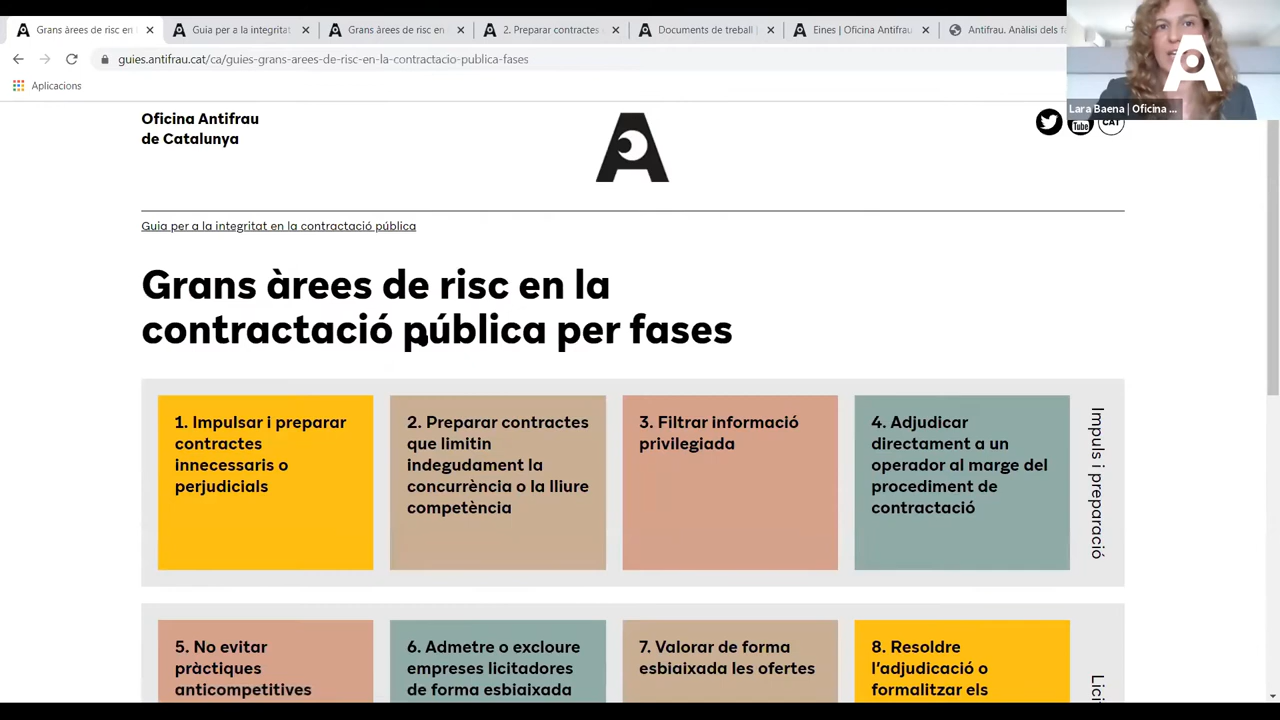 Grans àrees de risc en l
Guia per a la integritat
Grans àrees de risc en
2. Preparar contractes
Documents de treball
Eines | Oficina Antifrau
Antifrau. Anàlisi dels fa
guies.antifrau.cat/ca/guies-grans-arees-de-risc-en-la-contractacio-publica-fases
Aplicacions
Lara Baena | Oficina ...
Oficina Antifrau
de Catalunya
You
Tube
CAT
Guia per a la integritat en la contractació pública
Grans àrees de risc en la
contractació pública per fases
1. Impulsar i preparar
contractes
innecessaris o
perjudicials
2. Preparar contractes
que limitin
indegudament la
concurrència o la lliure
competència
3. Filtrar informació
privilegiada
4. Adjudicar
directament a un
operador al marge del
procediment de
contractació
Impuls i preparació
5. No evitar
pràctiques
anticompetitives
6. Admetre o excloure
empreses licitadores
de forma esbiaixada
7. Valorar de forma
esbiaixada les ofertes
8. Resoldre
l'adjudicació o
formalitzar els
Lici